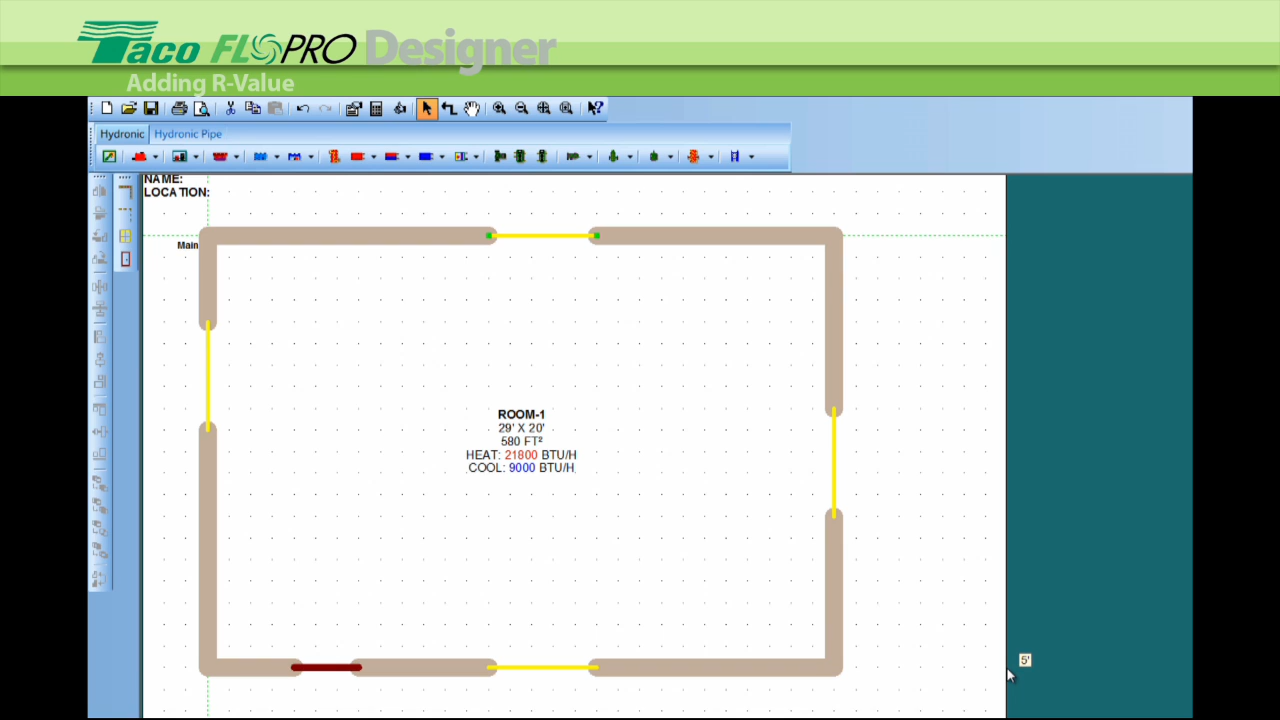 Taco FLOPRO Designer
Adding R-Value
Hydronic Hydronic Pipe
NAME:
LOCATION:
Main
ROOM-1
29' X 20'
580 FT²
HEAT: 21800 BTU/H
COOL: 9000 BTU/H
5'